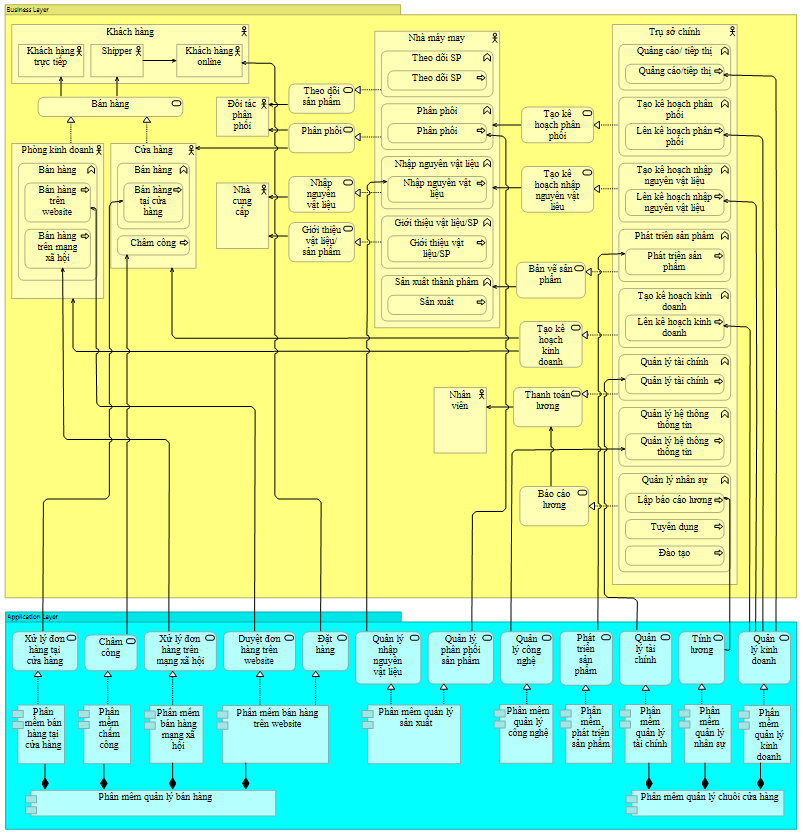 Business Layer
Khách hàng
Khách hàng
trực tiếp
Shipper
Khách hàng
online
Bán hàng
Phòng kinh doanh
Bán hàng
Bán hàng
trên
website
Bán hàng
trên mạng
xã hội
Cửa hàng
Bán hàng
Bán hàng
tại cửa
hàng
Chấm công
Đối tác
phân
phối
Nhà
cung
cấp
Theo dõi
sản phẩm
Phân phối
Nhập
nguyên
vật liệu
Giới thiệu
vật liệu/
sản phẩm
Nhà máy may
Theo dõi SP
Theo dõi SP
Phân phối
Phân phối
Nhập nguyên vật liệu
Nhập nguyên vật
liệu
Giới thiệu vật liệu/SP
Giới thiệu vật
liệu/SP
Sản xuất thành phẩm
Sản xuất
Tạo kế
hoạch phân
phối
Tạo kế
hoạch nhập
nguyên vật
liệu
Bản vẽ sản
phẩm
Tạo kế
hoạch
kinh
doanh
Nhân
viên
Thanh toán
lương
Báo cáo
lương
Trụ sở chính
Quảng cáo/ tiếp thị
Quảng cáo/tiếp thị
Tạo kế hoạch phân
phối
Lên kế hoạch phân
phối
Tạo kế hoạch nhập
nguyên vật liệu
Lên kế hoạch nhập
nguyên vật liệu
Phát triển sản phẩm
Phát triển sản
phẩm
Tạo kế hoạch kinh
doanh
Lên kế hoạch kinh
doanh
Quản lý tài chính
Quản lý tài chính
Quản lý hệ thống
thông tin
Quản lý hệ thống
thông tin
Quản lý nhân sự
Lập báo cáo lương
Tuyển dụng
Đào tạo
Application Layer
Xử lý đơn
hàng tại
cửa hàng
Chấm
công
Xử lý đơn
hàng trên
mạng xã hội
Duyệt đơn
hàng trên
website
Đặt
hàng
Quản lý
nhập
nguyên
vật liệu
Quản lý
phân phối
sản phẩm
Quản
lý công
nghệ
Phát
triển
sản
phẩm
Quản
lý tài
chính
Tính
lương
Quản
lý kinh
doanh
Phần
mềm bán
hàng tại
cửa hàng
Phần
mềm
chấm
công
Phần mềm
bán hàng
mạng xã
hội
Phần mềm bán hàng
trên website
Phần mềm quản lý
sản xuất
Phần mềm
quản lý
công nghệ
Phần
mềm
phát triển
sản phẩm
Phần
mềm
quản lý
tài chính
Phần
mềm
quản lý
nhân sự
Phần
mềm
quản lý
kinh
doanh
Phần mềm quản lý bán hàng
Phần mềm quản lý chuỗi cửa hàng